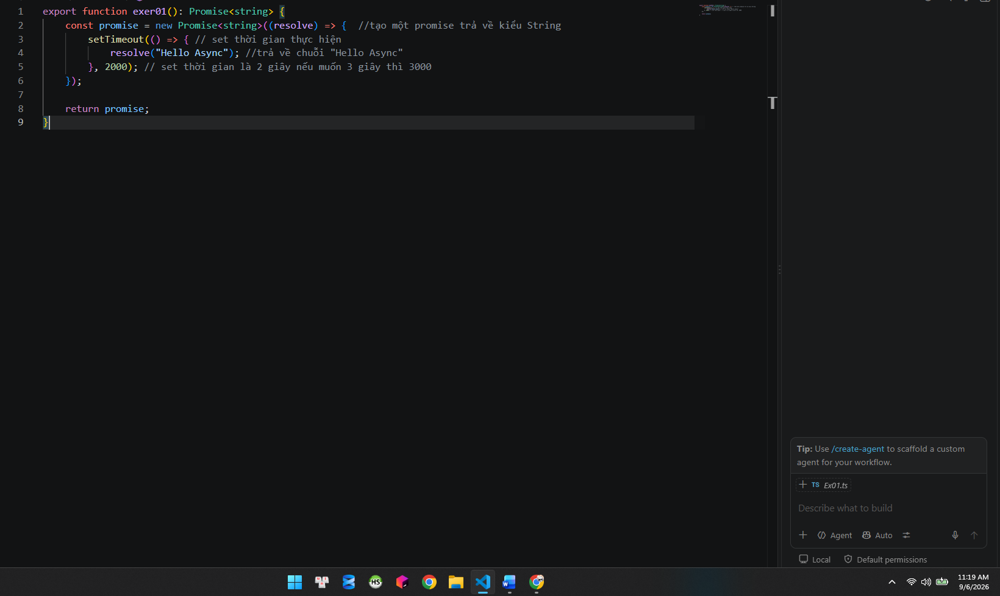 1 export function exer01(): Promise<string> {
2 const promise = new Promise<string>((resolve) => { //tạo một promise trả về kiểu String
3 setTimeout(() => { // set thời gian thực hiện
4 resolve("Hello Async"); //trả về chuỗi "Hello Async"
5 }, 2000); // set thời gian là 2 giây nếu muốn 3 giây thì 3000
6 });
7
8 return promise;
9 }
Tip: Use /create-agent to scaffold a custom
agent for your workflow.
TS Ex01.ts
Describe what to build
Agent Auto
Local Default permissions
HS
W
11:19 AM
9/6/2026